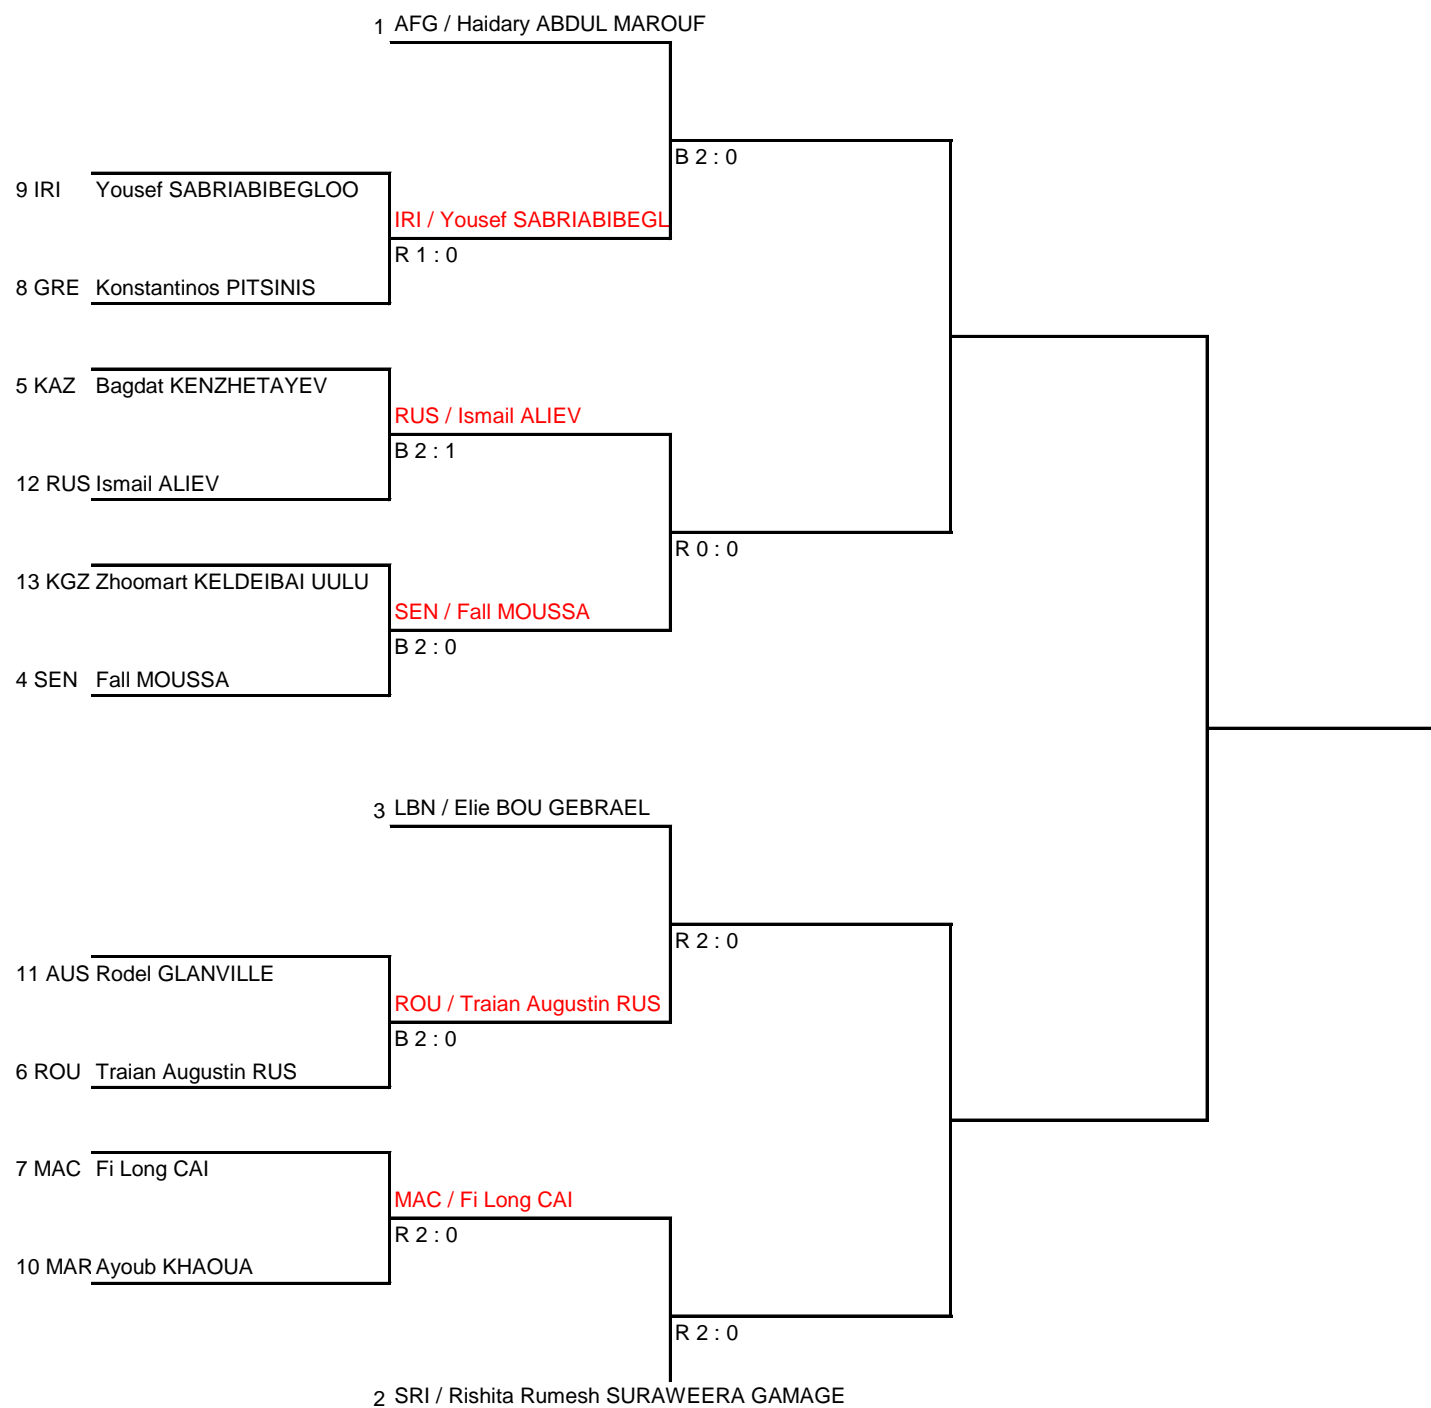 1 AFG / Haidary ABDUL MAROUF
B 2 : 0
9 IRI Yousef SABRIABIBEGLOO
IRI / Yousef SABRIABIBEGL
R 1 : 0
8 GRE Konstantinos PITSINIS
5 KAZ Bagdat KENZHETAYEV
RUS / Ismail ALIEV
B 2 : 1
12 RUS Ismail ALIEV
R 0 : 0
13 KGZ Zhoomart KELDEIBAI UULU
SEN / Fall MOUSSA
B 2 : 0
4 SEN Fall MOUSSA
3 LBN / Elie BOU GEBRAEL
R 2 : 0
11 AUS Rodel GLANVILLE
ROU / Traian Augustin RUS
B 2 : 0
6 ROU Traian Augustin RUS
7 MAC Fi Long CAI
MAC / Fi Long CAI
R 2 : 0
10 MAR Ayoub KHAOUA
R 2 : 0
2 SRI / Rishita Rumesh SURAWEERA GAMAGE